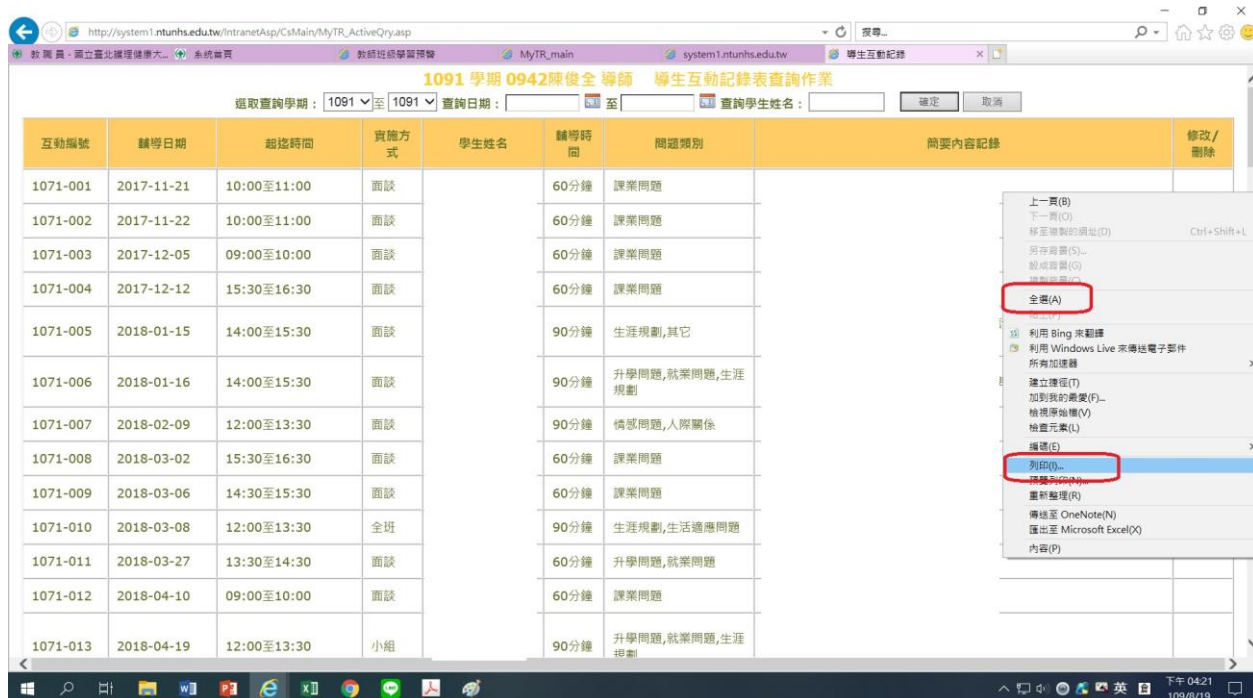 http://system1.ntunhs.edu.tw/IntranetAsp/CsMain/MyTR_ActiveQry.asp
搜尋...
教職員 - 國立臺北護理健康大...
系統首頁
教師班級學習預警
MyTR_main
system1.ntunhs.edu.tw
導生互動記錄
1091 學期 0942陳俊全 導師 導生互動記錄表查詢作業
選取查詢學期： 1091 至 1091 查詢日期： 至 查詢學生姓名： 確定 取消
互動編號 輔導日期 起迄時間 實施方式 學生姓名 輔導時間 問題類別 簡要內容記錄 修改/刪除
1071-001 2017-11-21 10:00至11:00 面談 60分鐘 課業問題
1071-002 2017-11-22 10:00至11:00 面談 60分鐘 課業問題
1071-003 2017-12-05 09:00至10:00 面談 60分鐘 課業問題
1071-004 2017-12-12 15:30至16:30 面談 60分鐘 課業問題
1071-005 2018-01-15 14:00至15:30 面談 90分鐘 生涯規劃,其它
1071-006 2018-01-16 14:00至15:30 面談 90分鐘 升學問題,就業問題,生涯規劃
1071-007 2018-02-09 12:00至13:30 面談 90分鐘 情感問題,人際關係
1071-008 2018-03-02 15:30至16:30 面談 60分鐘 課業問題
1071-009 2018-03-06 14:30至15:30 面談 60分鐘 課業問題
1071-010 2018-03-08 12:00至13:30 全班 90分鐘 生涯規劃,生活適應問題
1071-011 2018-03-27 13:30至14:30 面談 60分鐘 升學問題,就業問題
1071-012 2018-04-10 09:00至10:00 面談 60分鐘 課業問題
1071-013 2018-04-19 12:00至13:30 小組 90分鐘 升學問題,就業問題,生涯規劃
上一頁(B)
下一頁(O)
移至複製的網址(D) Ctrl+Shift+L
另存背景(S)...
設成背景(G)
全選(A)
利用 Bing 來翻譯
利用 Windows Live 來傳送電子郵件
所有加速器
建立捷徑(T)
加到我的最愛(F)...
檢視原始檔(V)
檢查元素(L)
編碼(E)
列印(I)...
預覽列印(N)...
重新整理(R)
傳送至 OneNote(N)
匯出至 Microsoft Excel(X)
內容(P)
英
下午 04:21
109/8/19